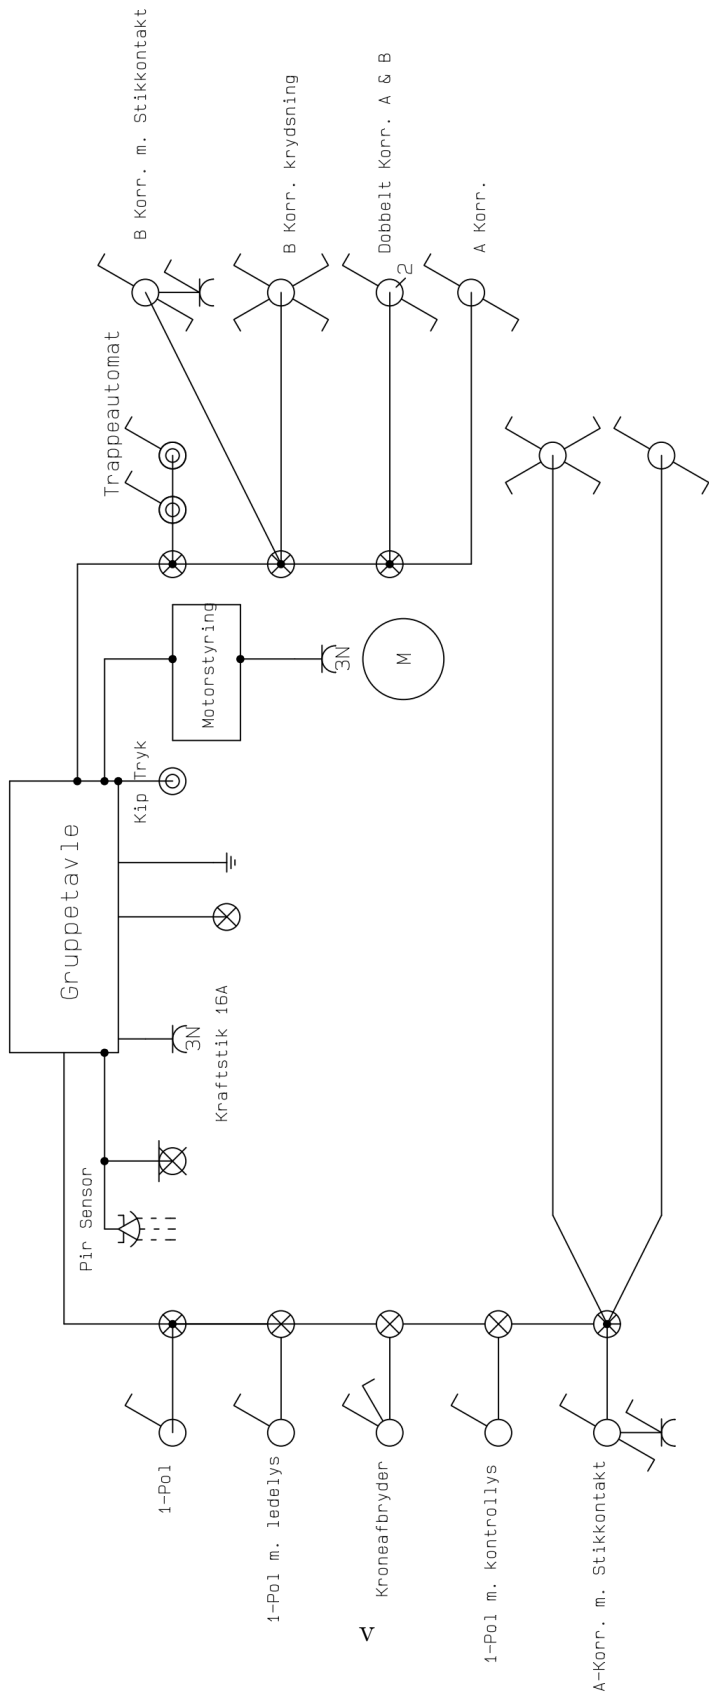 B Korr. m. Stikkontakt
B Korr. krydsning
Dobbelt Korr. A & B
A Korr.
2
Trappeautomat
Motorstyring
3N
M
Kip Tryk
Gruppetavle
3N
Kraftstik 16A
Pir Sensor
1-Pol
1-Pol m. ledelys
Kroneafbryder
1-Pol m. kontrollys
A-Korr. m. Stikkontakt
v